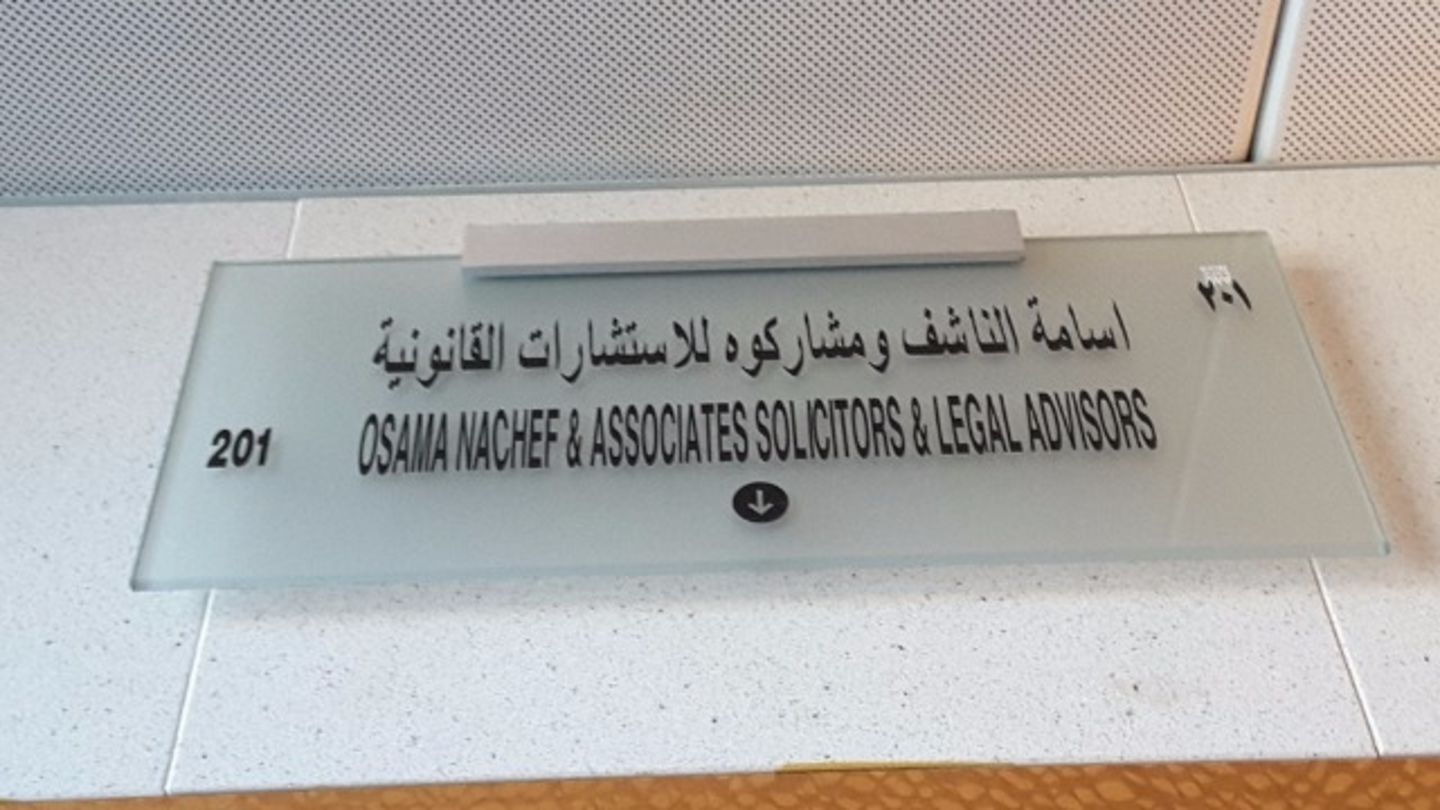 ٢٠١
اسامة الناشف ومشاركوه للاستشارات القانونية
201
OSAMA NACHEF & ASSOCIATES SOLICITORS & LEGAL ADVISORS